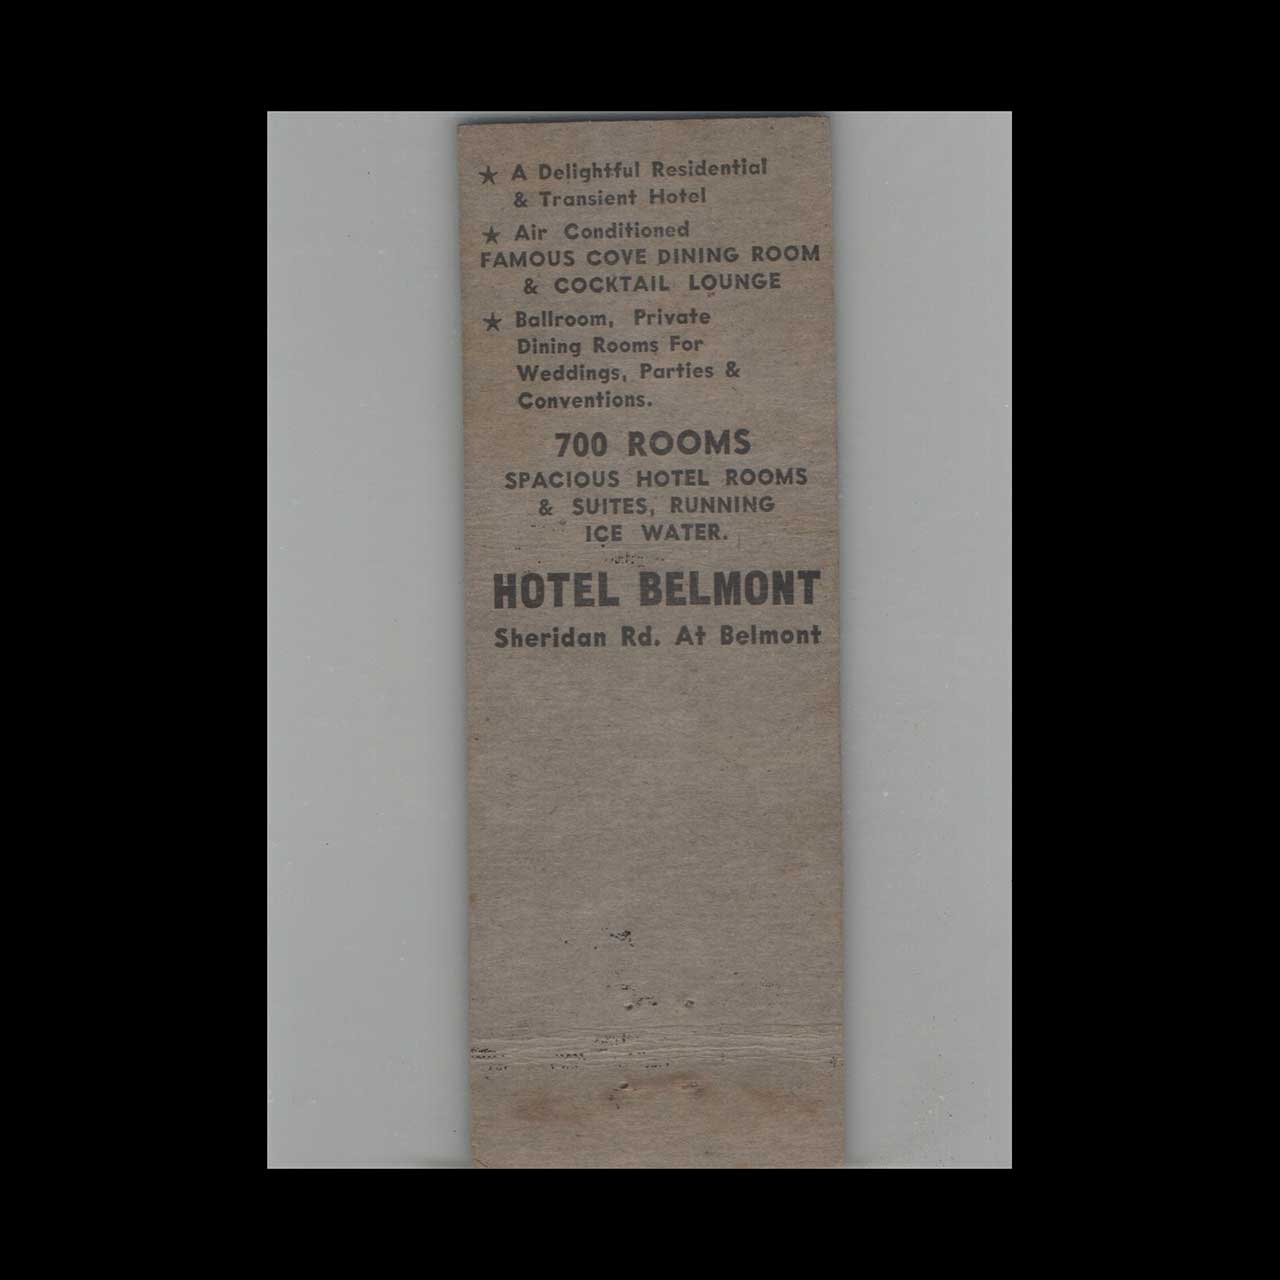 ★ A Delightful Residential
& Transient Hotel
★ Air Conditioned
FAMOUS COVE DINING ROOM
& COCKTAIL LOUNGE
★ Ballroom, Private
Dining Rooms For
Weddings, Parties &
Conventions.
700 ROOMS
SPACIOUS HOTEL ROOMS
& SUITES, RUNNING
ICE WATER.
HOTEL BELMONT
Sheridan Rd. At Belmont